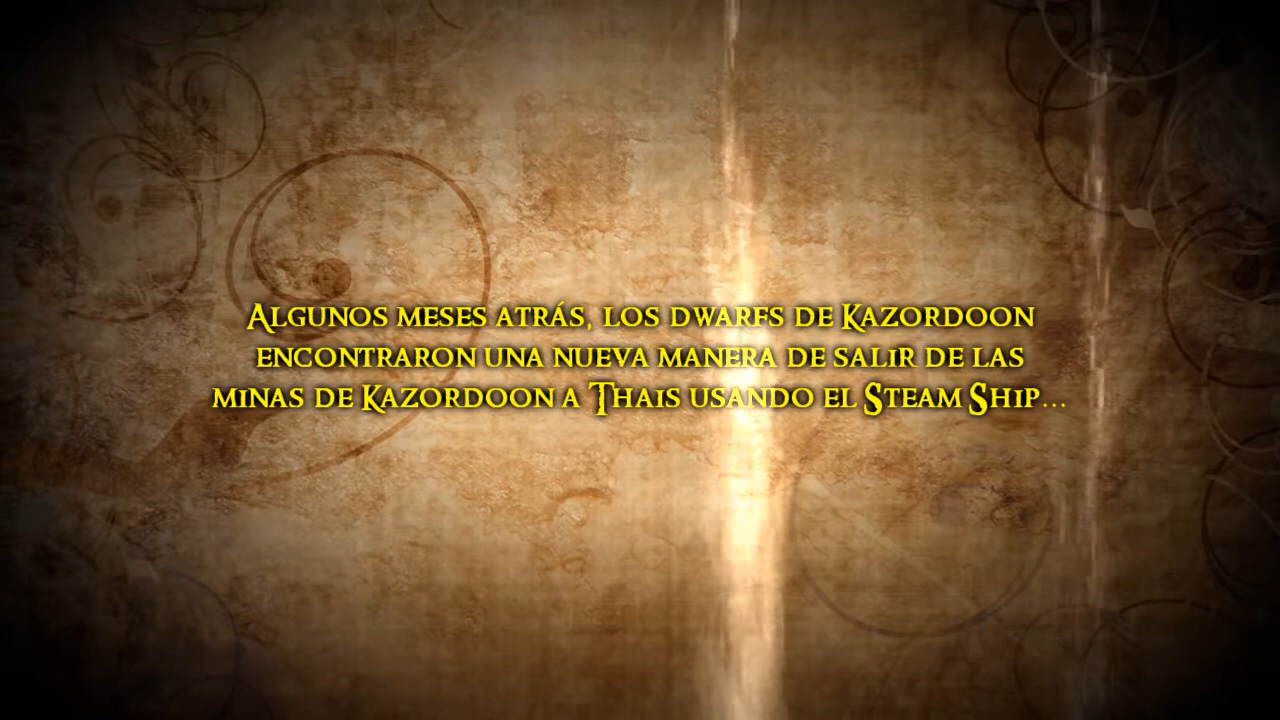 Algunos meses atrás, los dwarfs de Kazordoon
encontraron una nueva manera de salir de las
minas de Kazordoon a Thais usando el Steam Ship...